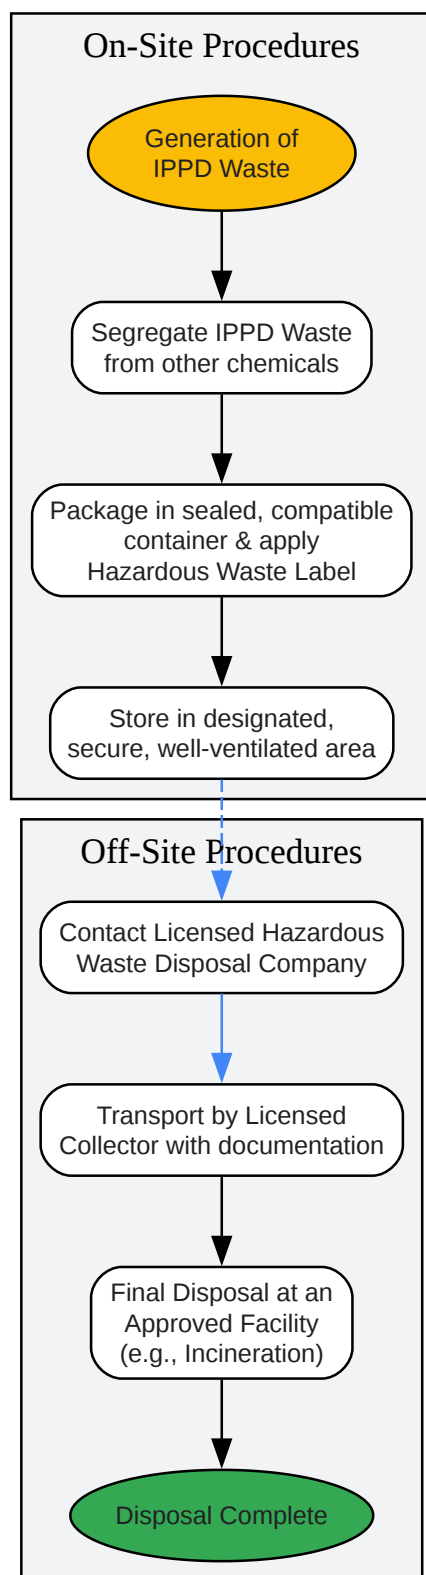 On-Site Procedures
Generation of
IPPD Waste
Segregate IPPD Waste
from other chemicals
Package in sealed, compatible
container & apply
Hazardous Waste Label
Store in designated,
secure, well-ventilated area
Off-Site Procedures
Contact Licensed Hazardous
Waste Disposal Company
Transport by Licensed
Collector with documentation
Final Disposal at an
Approved Facility
(e.g., Incineration)
Disposal Complete